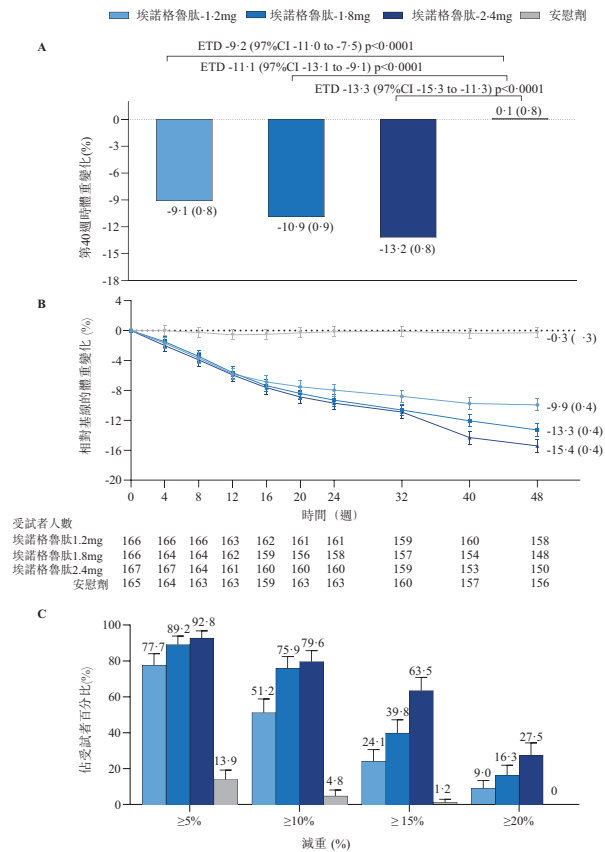 埃諾格魯肽-1·2mg 埃諾格魯肽-1·8mg 埃諾格魯肽-2·4mg 安慰劑
A
ETD -9·2 (97%CI -11·0 to -7·5) p<0·0001
ETD -11·1 (97%CI -13·1 to -9·1) p<0·0001
ETD -13·3 (97%CI -15·3 to -11·3) p<0·0001
0·1 (0·8)
第40週時體重變化(%)
0
-3
-6
-9
-12
-15
-18
-9·1 (0·8)
-10·9 (0·9)
-13·2 (0·8)
B
相對基線的體重變化 (%)
4
0
-4
-8
-12
-16
-20
-0·3 ( ·3)
-9·9 (0·4)
-13·3 (0·4)
-15·4 (0·4)
0 4 8 12 16 20 24 32 40 48
時間(週)
受試者人數
埃諾格魯肽1.2mg 166 166 166 163 162 161 161 159 160 158
埃諾格魯肽1.8mg 166 164 164 162 159 156 158 157 154 148
埃諾格魯肽2.4mg 167 167 164 161 160 160 160 159 153 150
安慰劑 165 164 163 163 159 163 163 160 157 156
C
佔受試者百分比(%)
100
80
60
40
20
0
77·7 89·2 92·8 13·9
51·2 75·9 79·6 4·8
24·1 39·8 63·5 1·2
9·0 16·3 27·5 0
≥5% ≥10% ≥15% ≥20%
減重 (%)